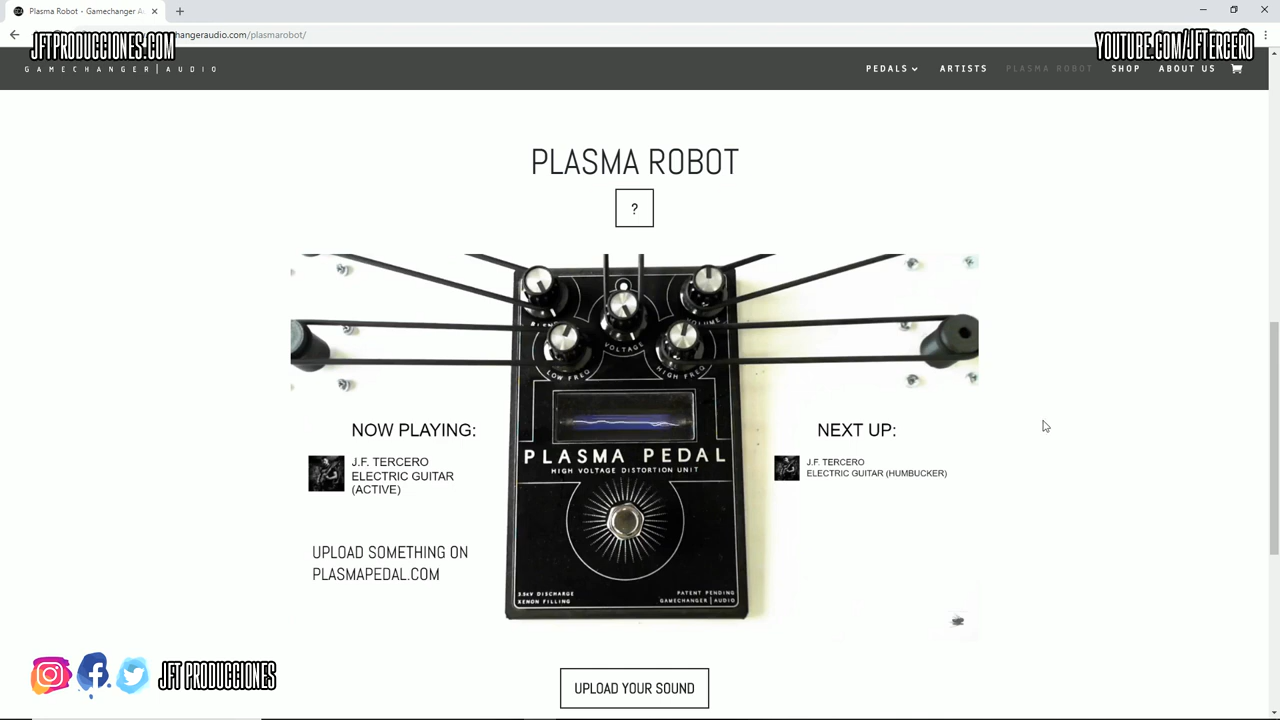 Plasma Robot - Gamechanger A
JFTPRODUCCIONES.COM
hangeraudio.com/plasmarobot/
YOUTUBE.COM/JFTERCERO
GAMECHANGER|AUDIO
PEDALS
ARTISTS
PLASMA ROBOT
SHOP
ABOUT US
PLASMA ROBOT
?
VOLUME
VOLTAGE
LOW FREQ
HIGH FREQ
NOW PLAYING:
J.F. TERCERO
ELECTRIC GUITAR
(ACTIVE)
NEXT UP:
J.F. TERCERO
ELECTRIC GUITAR (HUMBUCKER)
PLASMA PEDAL
HIGH VOLTAGE DISTORTION UNIT
UPLOAD SOMETHING ON
PLASMAPEDAL.COM
3.5KV DISCHARGE
XENON FILLING
PATENT PENDING
GAMECHANGER|AUDIO
UPLOAD YOUR SOUND
JFT PRODUCCIONES